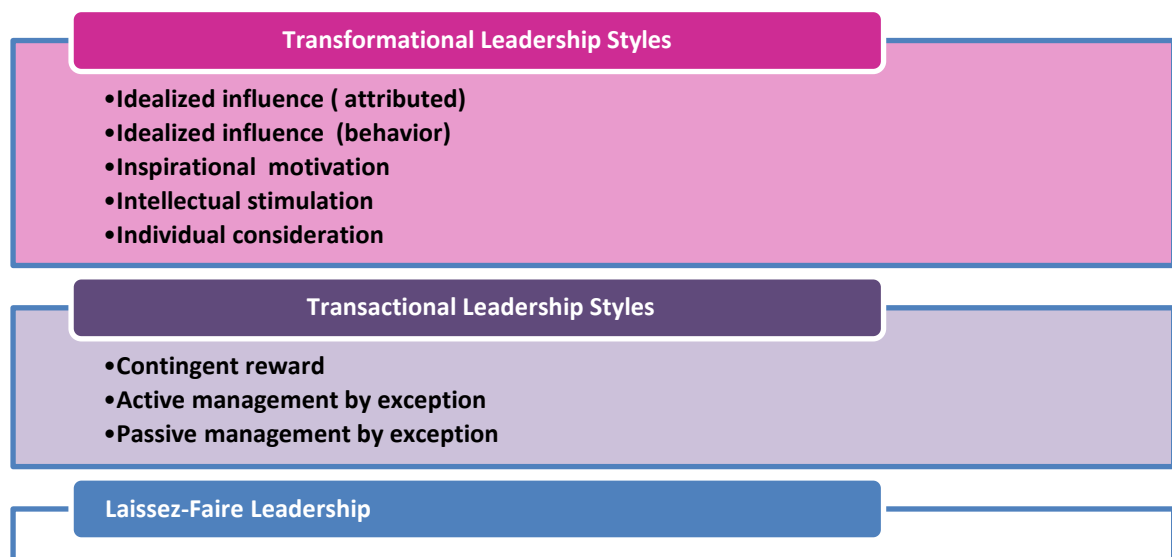 Transformational Leadership Styles
•Idealized influence ( attributed)
•Idealized influence  (behavior)
•Inspirational  motivation
•Intellectual stimulation
•Individual consideration
Transactional Leadership Styles
•Contingent reward
•Active management by exception
•Passive management by exception
Laissez-Faire Leadership